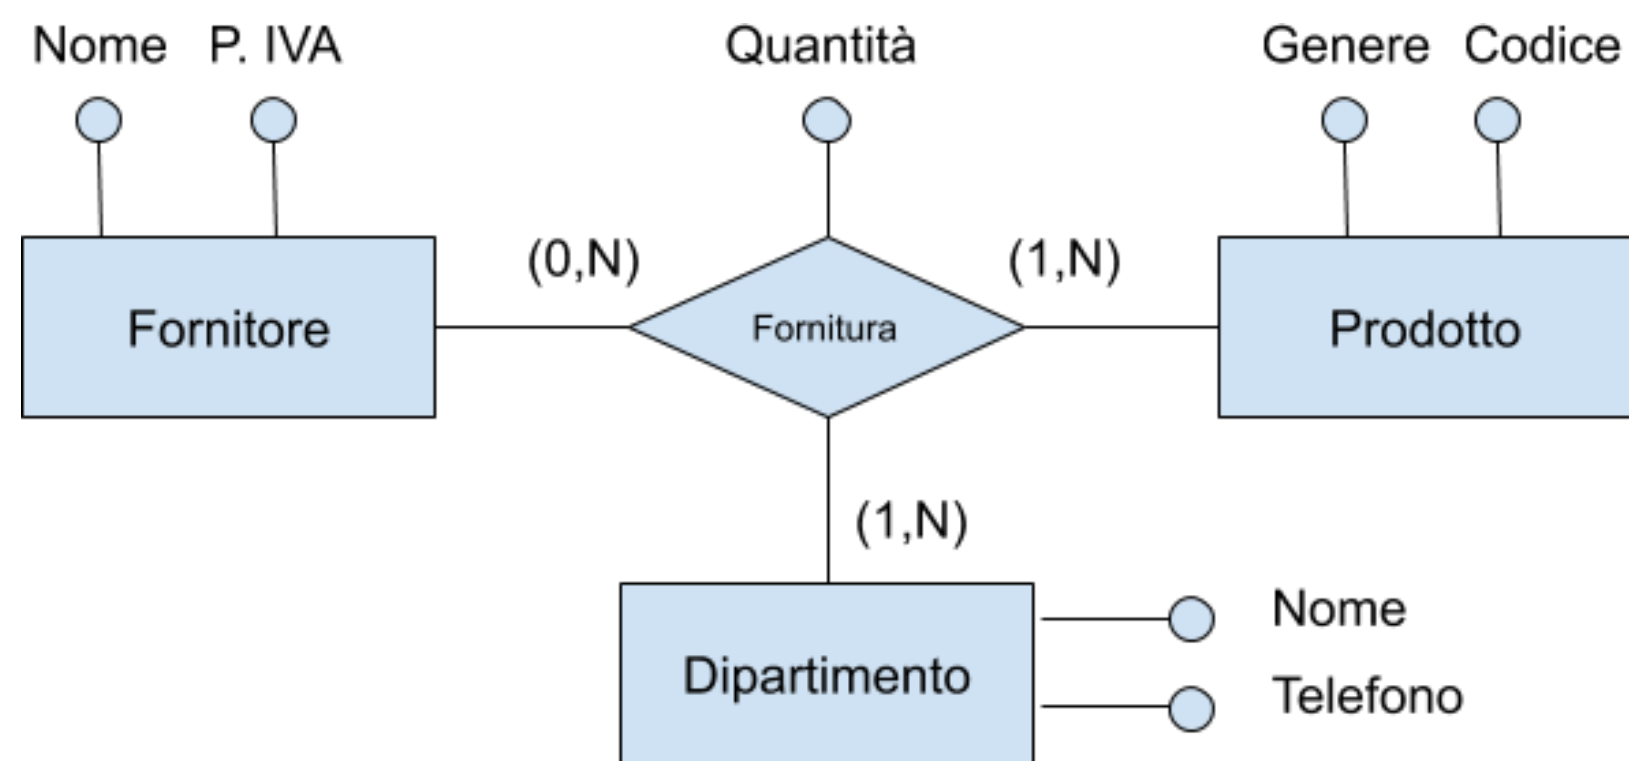 Nome P. IVA Quantità Genere Codice
(0,N) (1,N)
Fornitore Fornitura Prodotto
(1,N)
Nome
Dipartimento
Telefono